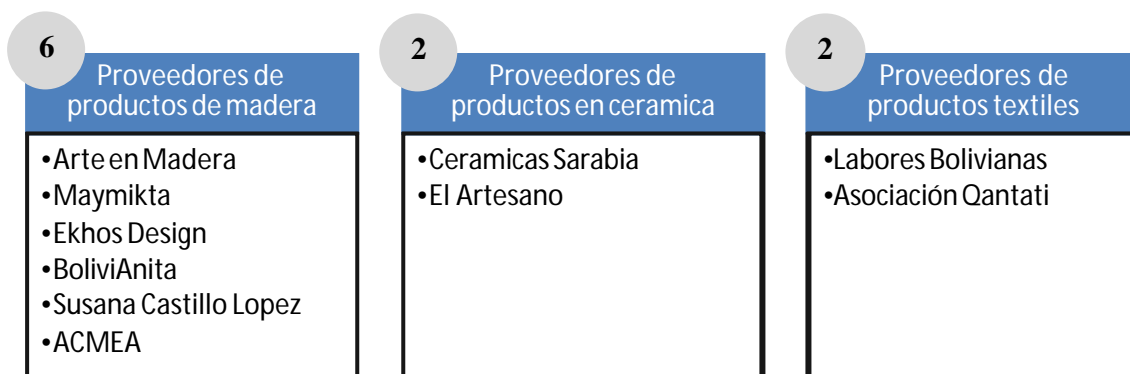 6
Proveedores de
productos de madera
•Arte en Madera
•Maymikta
•Ekhos Design
•BoliviAnita
•Susana Castillo Lopez
•ACMEA
2
Proveedores de
productos en ceramica
•Ceramicas Sarabia
•El Artesano
2
Proveedores de
productos textiles
•Labores Bolivianas
•Asociación Qantati